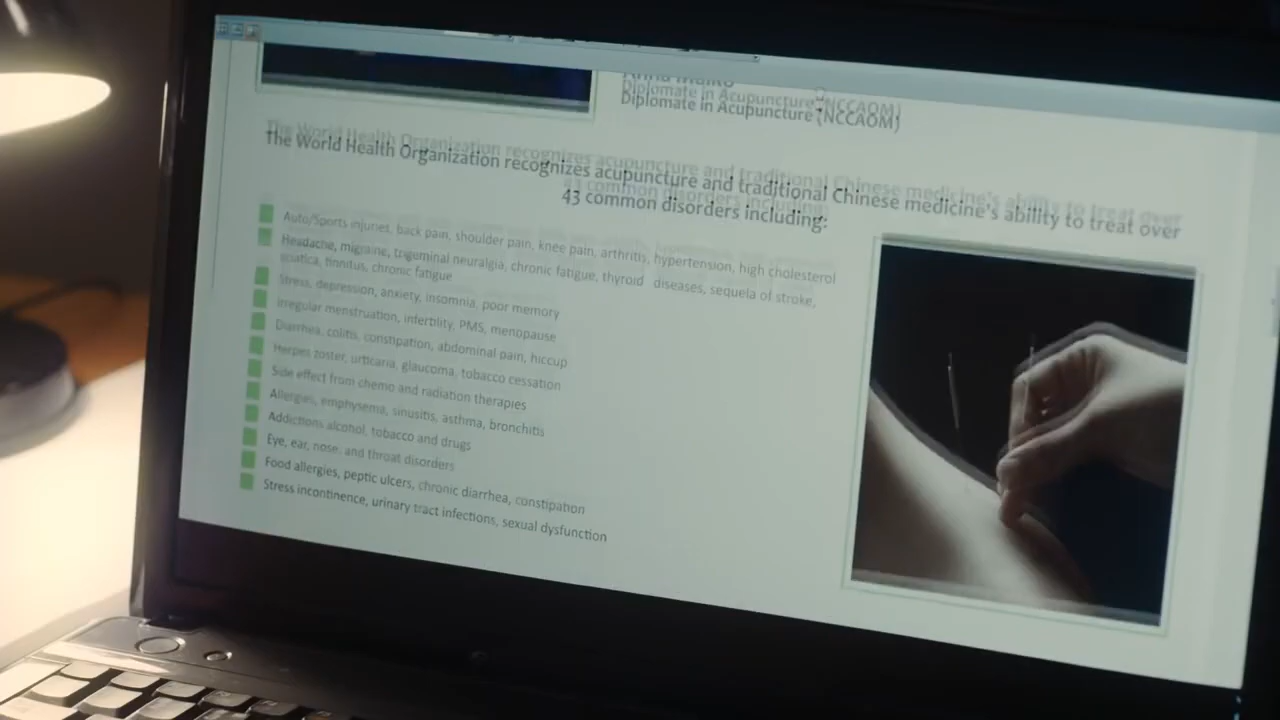 Diplomate in Acupuncture (NCCAOM)
The World Health Organization recognizes acupuncture and traditional Chinese medicine's ability to treat over
43 common disorders including:
Auto/Sports injuries, back pain, shoulder pain, knee pain, arthritis, hypertension, high cholesterol
Headache, migraine, trigeminal neuralgia, chronic fatigue, thyroid diseases, sequela of stroke,
sciatica, tinnitus, chronic fatigue
Stress, depression, anxiety, insomnia, poor memory
Irregular menstruation, infertility, PMS, menopause
Diarrhea, colitis, constipation, abdominal pain, hiccup
Herpes zoster, urticaria, glaucoma, tobacco cessation
Side effect from chemo and radiation therapies
Allergies, emphysema, sinusitis, asthma, bronchitis
Addictions alcohol, tobacco and drugs
Eye, ear, nose, and throat disorders
Food allergies, peptic ulcers, chronic diarrhea, constipation
Stress incontinence, urinary tract infections, sexual dysfunction